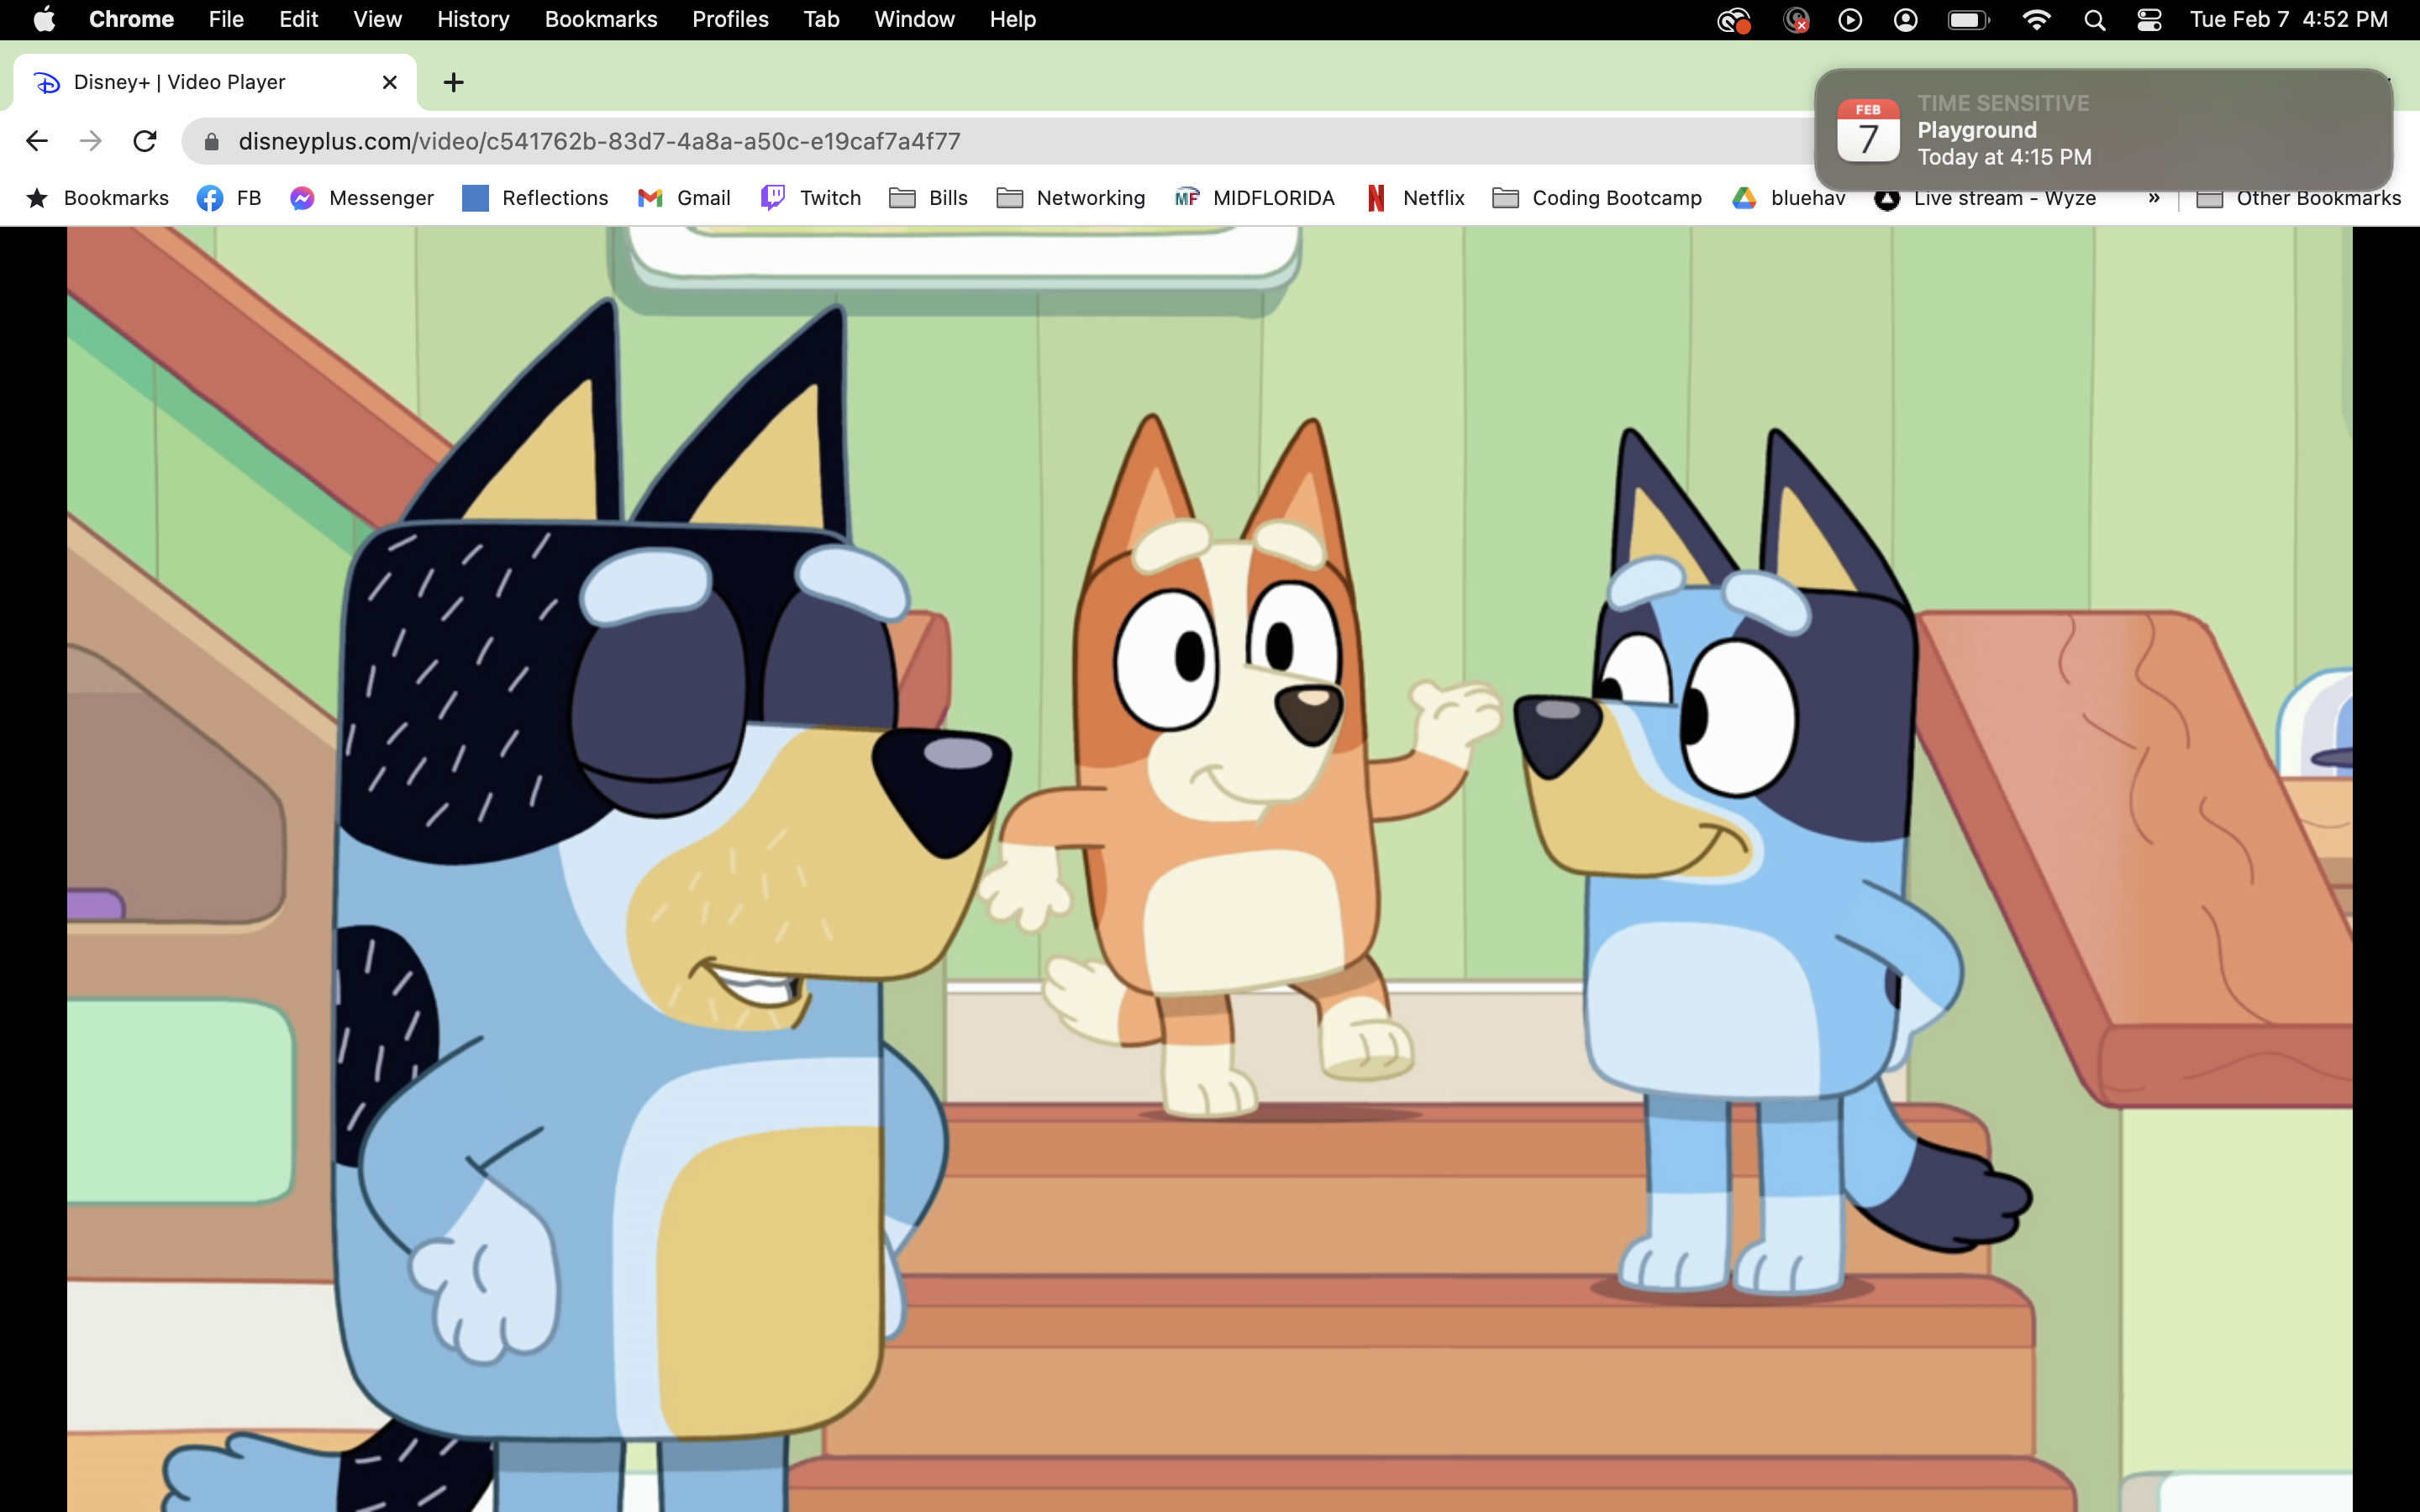 Chrome File Edit View History Bookmarks Profiles Tab Window Help Tue Feb 7 4:52 PM
Disney+ | Video Player
FEB
7
TIME SENSITIVE
Playground
Today at 4:15 PM
disneyplus.com/video/c541762b-83d7-4a8a-a50c-e19caf7a4f77
Bookmarks FB Messenger Reflections Gmail Twitch Bills Networking MF MIDFLORIDA Netflix Coding Bootcamp bluehav Live stream - Wyze » Other Bookmarks